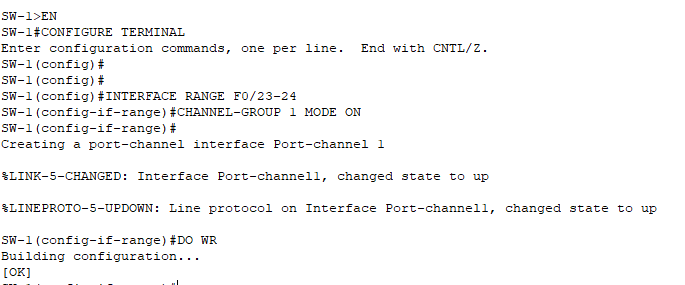 SW-1>EN
SW-1#CONFIGURE TERMINAL
Enter configuration commands, one per line.  End with CNTL/Z.
SW-1(config)#
SW-1(config)#
SW-1(config)#INTERFACE RANGE F0/23-24
SW-1(config-if-range)#CHANNEL-GROUP 1 MODE ON
SW-1(config-if-range)#
Creating a port-channel interface Port-channel 1
%LINK-5-CHANGED: Interface Port-channel1, changed state to up
%LINEPROTO-5-UPDOWN: Line protocol on Interface Port-channel1, changed state to up
SW-1(config-if-range)#DO WR
Building configuration...
[OK]